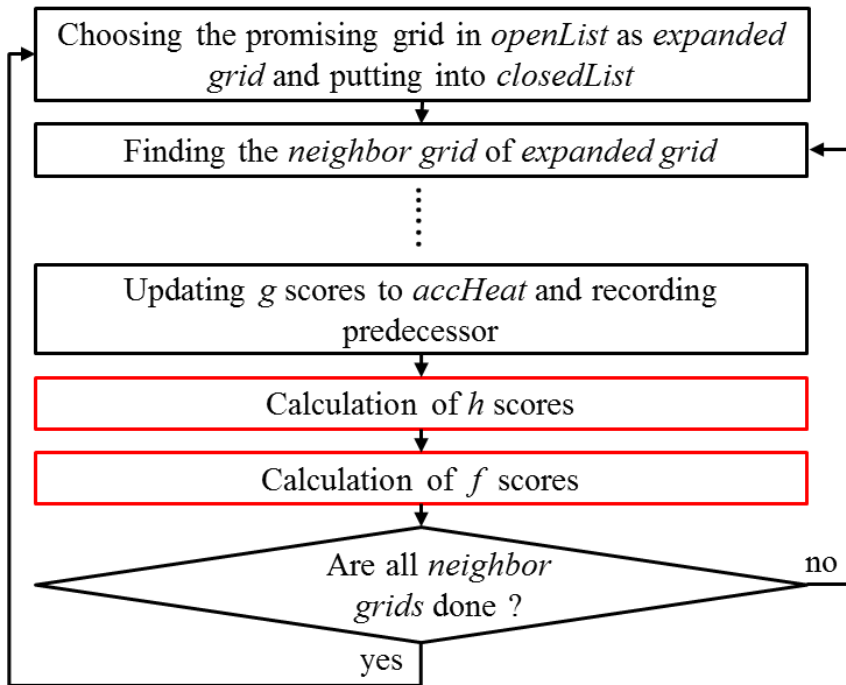 Choosing the promising grid in openList as expanded
grid and putting into closedList
Finding the neighbor grid of expanded grid
Updating g scores to accHeat and recording
predecessor
Calculation of h scores
Calculation of f scores
Are all neighbor
grids done ?
no
yes